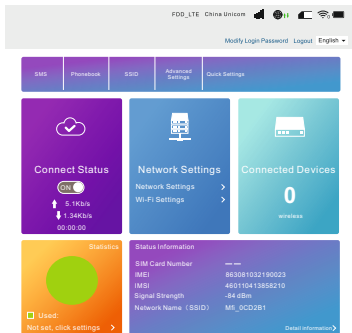 FDD_LTE China Unicom
Modify Login Password Logout English
SMS Phonebook SSID Advanced Settings Quick Settings
Connect Status
ON
5.1Kb/s
1.34Kb/s
00:00:00
Network Settings
Network Settings >
Wi-Fi Settings >
Connected Devices
0
wireless
Statistics
Used:
Not set, click settings >
Status Information
SIM Card Number — —
IMEI 863081032190023
IMSI 460110413858210
Signal Strength -84 dBm
Network Name（SSID） Mfi_0CD2B1
Detail information >